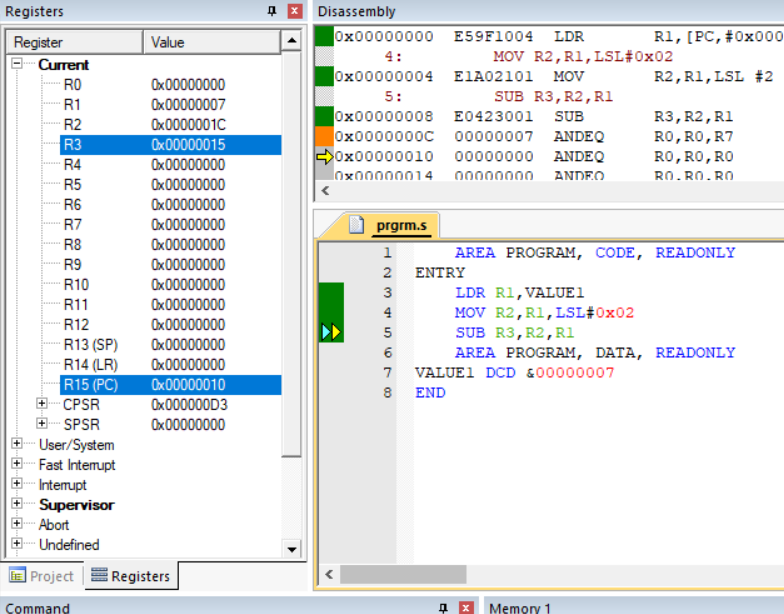 Registers
Register Value
Current
R0 0x00000000
R1 0x00000007
R2 0x0000001C
R3 0x00000015
R4 0x00000000
R5 0x00000000
R6 0x00000000
R7 0x00000000
R8 0x00000000
R9 0x00000000
R10 0x00000000
R11 0x00000000
R12 0x00000000
R13 (SP) 0x00000000
R14 (LR) 0x00000000
R15 (PC) 0x00000010
CPSR 0x000000D3
SPSR 0x00000000
User/System
Fast Interrupt
Interrupt
Supervisor
Abort
Undefined
Project Registers
Disassembly
0x00000000 E59F1004 LDR R1,[PC,#0x000
4: MOV R2,R1,LSL#0x02
0x00000004 E1A02101 MOV R2,R1,LSL #2
5: SUB R3,R2,R1
0x00000008 E0423001 SUB R3,R2,R1
0x0000000C 00000007 ANDEQ R0,R0,R7
0x00000010 00000000 ANDEQ R0,R0,R0
0x00000014 00000000 ANDEQ R0,R0,R0
prgrm.s
1 AREA PROGRAM, CODE, READONLY
2 ENTRY
3 LDR R1,VALUE1
4 MOV R2,R1,LSL#0x02
5 SUB R3,R2,R1
6 AREA PROGRAM, DATA, READONLY
7 VALUE1 DCD &00000007
8 END
Command
Memory 1